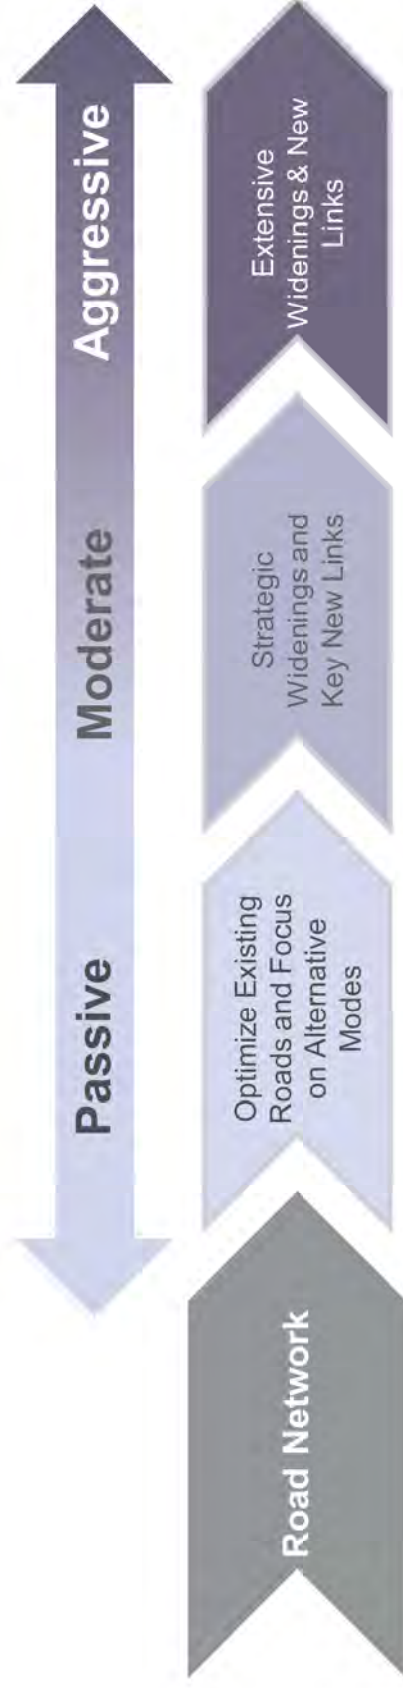 Passive
Moderate
Aggressive
Road Network
Optimize Existing
Roads and Focus
on Alternative
Modes
Strategic
Widenings and
Key New Links
Extensive
Widenings & New
Links